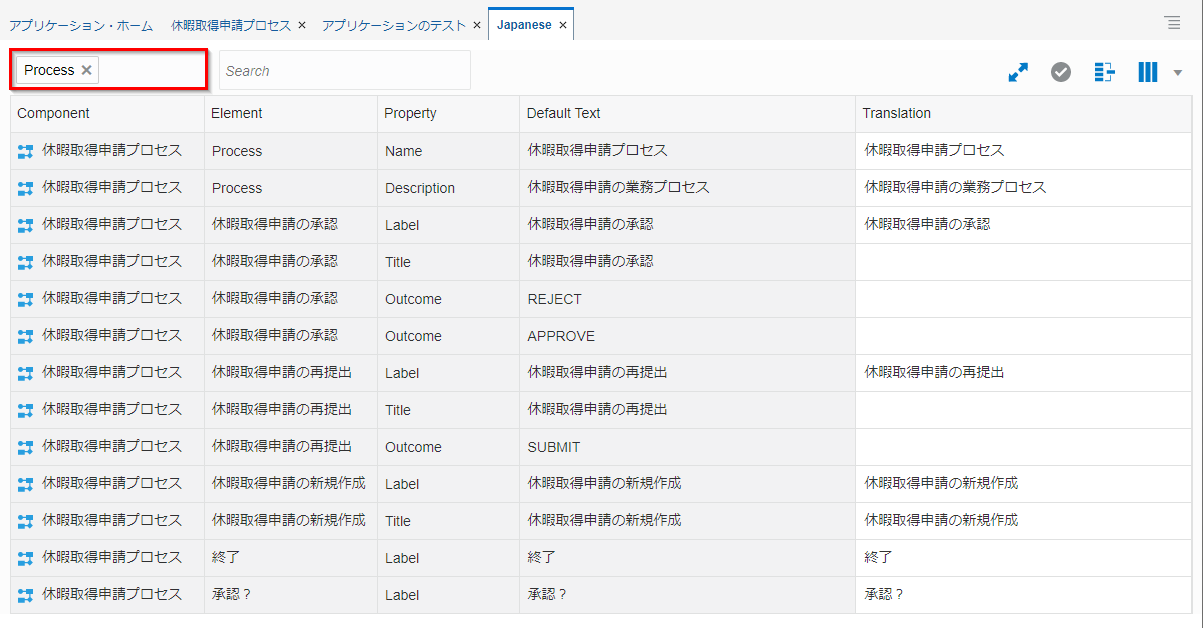 アプリケーション・ホーム 休暇取得申請プロセス × アプリケーションのテスト × Japanese ×
Process × Search
Component Element Property Default Text Translation
休暇取得申請プロセス Process Name 休暇取得申請プロセス 休暇取得申請プロセス
休暇取得申請プロセス Process Description 休暇取得申請の業務プロセス 休暇取得申請の業務プロセス
休暇取得申請プロセス 休暇取得申請の承認 Label 休暇取得申請の承認 休暇取得申請の承認
休暇取得申請プロセス 休暇取得申請の承認 Title 休暇取得申請の承認
休暇取得申請プロセス 休暇取得申請の承認 Outcome REJECT
休暇取得申請プロセス 休暇取得申請の承認 Outcome APPROVE
休暇取得申請プロセス 休暇取得申請の再提出 Label 休暇取得申請の再提出 休暇取得申請の再提出
休暇取得申請プロセス 休暇取得申請の再提出 Title 休暇取得申請の再提出
休暇取得申請プロセス 休暇取得申請の再提出 Outcome SUBMIT
休暇取得申請プロセス 休暇取得申請の新規作成 Label 休暇取得申請の新規作成 休暇取得申請の新規作成
休暇取得申請プロセス 休暇取得申請の新規作成 Title 休暇取得申請の新規作成 休暇取得申請の新規作成
休暇取得申請プロセス 終了 Label 終了 終了
休暇取得申請プロセス 承認？ Label 承認？ 承認？